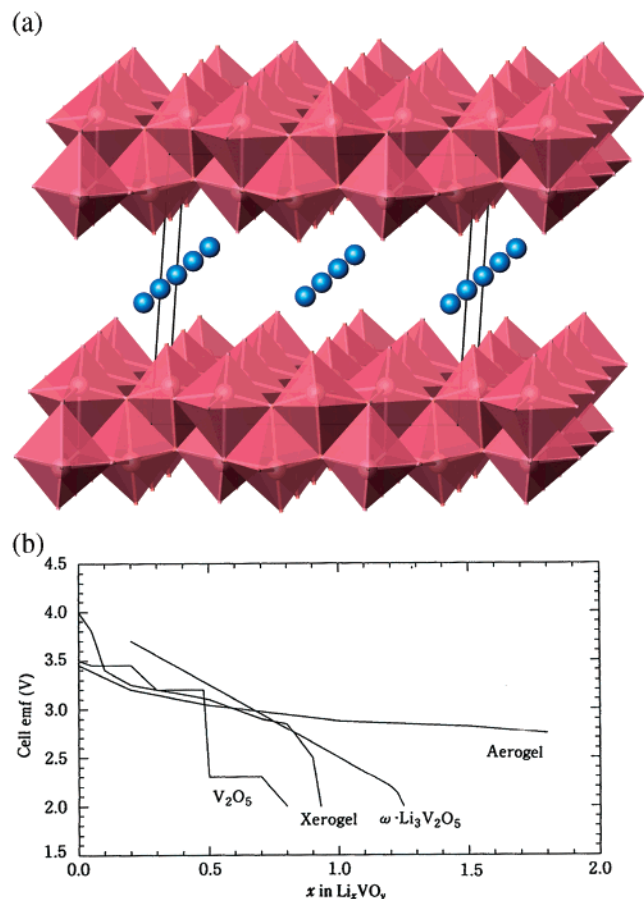 (a)
(b)
4.5
4.0
3.5
3.0
2.5
2.0
1.5
Cell emf (V)
V₂O₅
Xerogel
ω·Li₃V₂O₅
Aerogel
0.0 0.5 1.0 1.5 2.0
x in LiₓVOᵧ